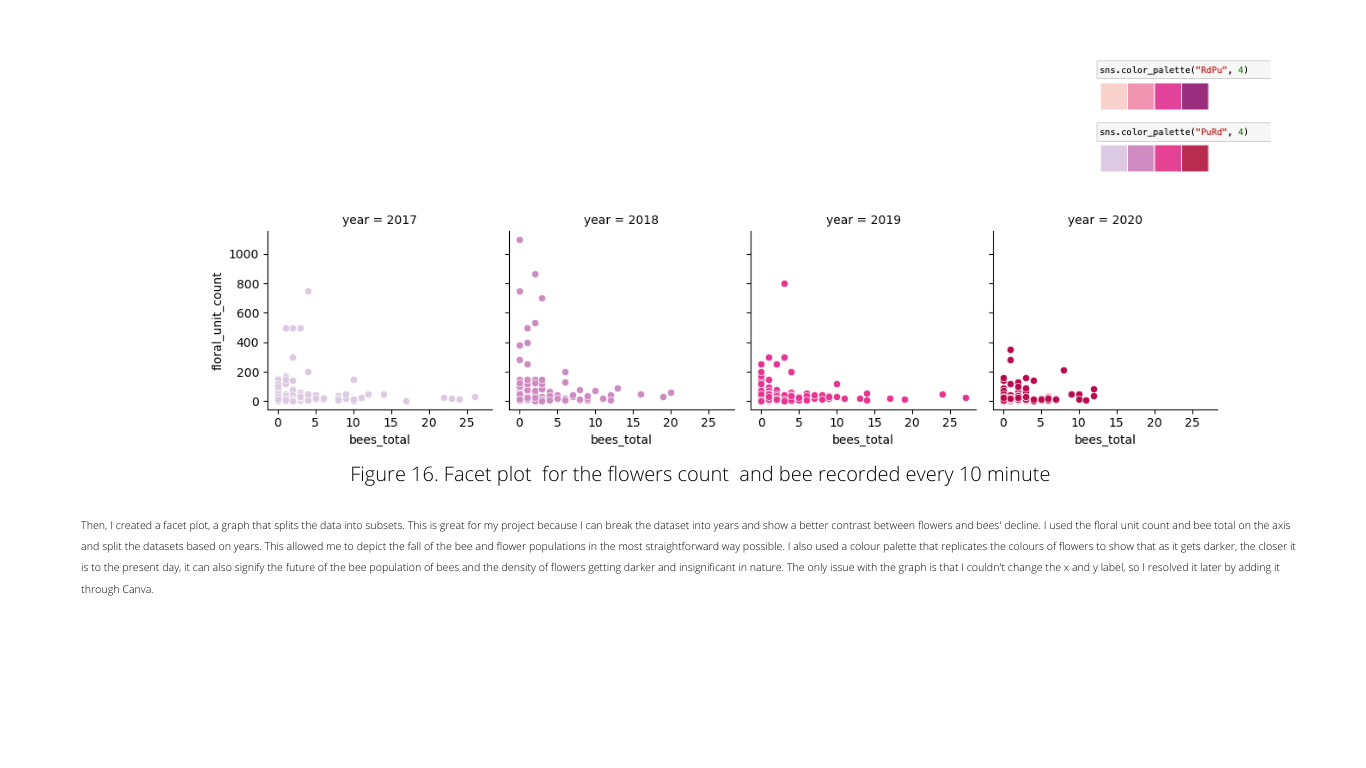 sns.color_palette("RdPu", 4)
sns.color_palette("PuRd", 4)
year = 2017
year = 2018
year = 2019
year = 2020
floral_unit_count
1000
800
600
400
200
0
0 5 10 15 20 25
0 5 10 15 20 25
0 5 10 15 20 25
0 5 10 15 20 25
bees_total
bees_total
bees_total
bees_total
Figure 16. Facet plot for the flowers count and bee recorded every 10 minute
Then, I created a facet plot, a graph that splits the data into subsets. This is great for my project because I can break the dataset into years and show a better contrast between flowers and bees' decline. I used the floral unit count and bee total on the axis
and split the datasets based on years. This allowed me to depict the fall of the bee and flower populations in the most straightforward way possible. I also used a colour palette that replicates the colours of flowers to show that as it gets darker, the closer it
is to the present day, it can also signify the future of the bee population of bees and the density of flowers getting darker and insignificant in nature. The only issue with the graph is that I couldn't change the x and y label, so I resolved it later by adding it
through Canva.